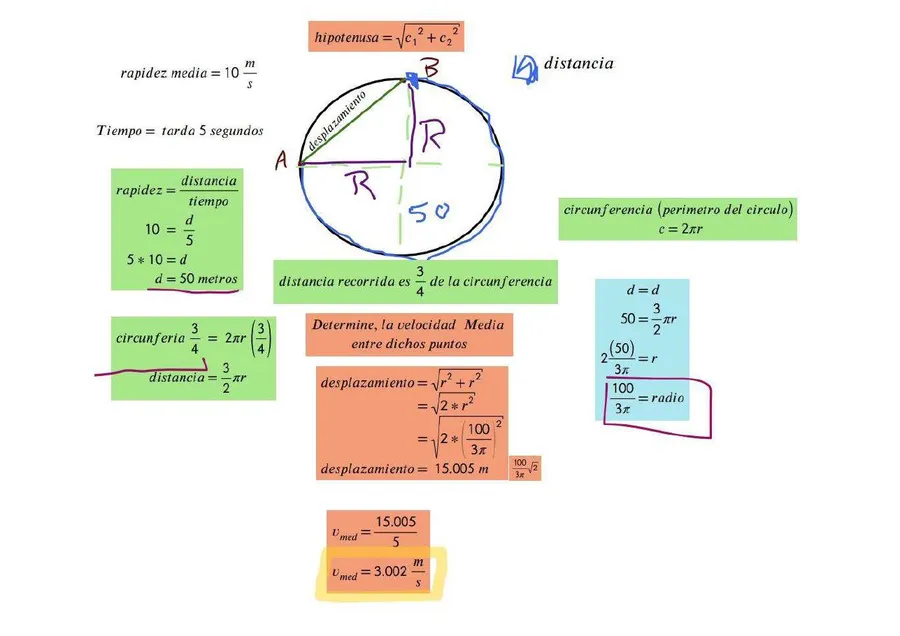 hipotenusa = √(c₁² + c₂²)
rapidez media = 10 m/s
B
distancia
Tiempo = tarda 5 segundos
desplazamiento
A
R
R
50
rapidez = distancia/tiempo
10 = d/5
5 * 10 = d
d = 50 metros
circunferencia (perimetro del circulo)
c = 2πr
distancia recorrida es 3/4 de la circunferencia
circunferia 3/4 = 2πr (3/4)
distancia = 3/2 πr
Determine, la velocidad Media
entre dichos puntos
d = d
50 = 3/2 πr
2(50)/3π = r
100/3π = radio
desplazamiento = √(r² + r²)
= √(2 * r²)
= √(2 * (100/3π)²)
desplazamiento = 15.005 m
100/3π √2
υmed = 15.005/5
υmed = 3.002 m/s